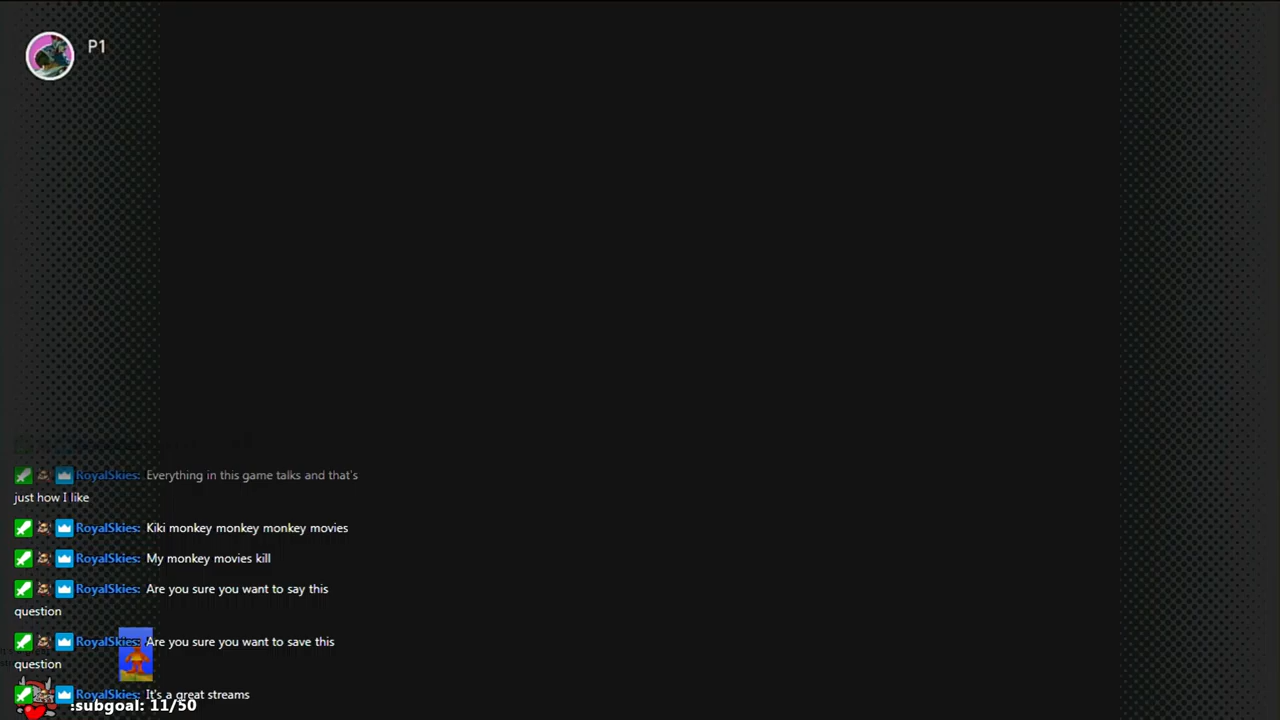 P1
RoyalSkies: Everything in this game talks and that's
just how I like
RoyalSkies: Kiki monkey monkey monkey movies
RoyalSkies: My monkey movies kill
RoyalSkies: Are you sure you want to say this
question
RoyalSkies: Are you sure you want to save this
question
RoyalSkies: It's a great streams
!subgoal: 11/50